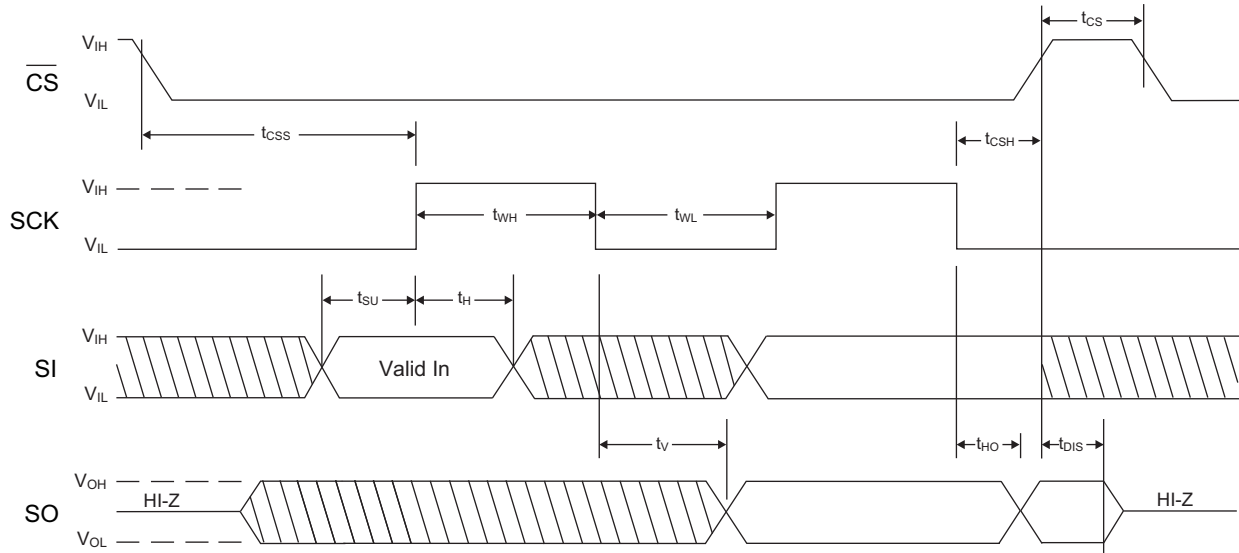 tCS
VIH
CS
VIL
tCSS
tCSH
VIH
SCK
tWH
tWL
VIL
tSU
tH
VIH
SI
Valid In
VIL
tV
tHO
tDIS
VOH
HI-Z
HI-Z
SO
VOL